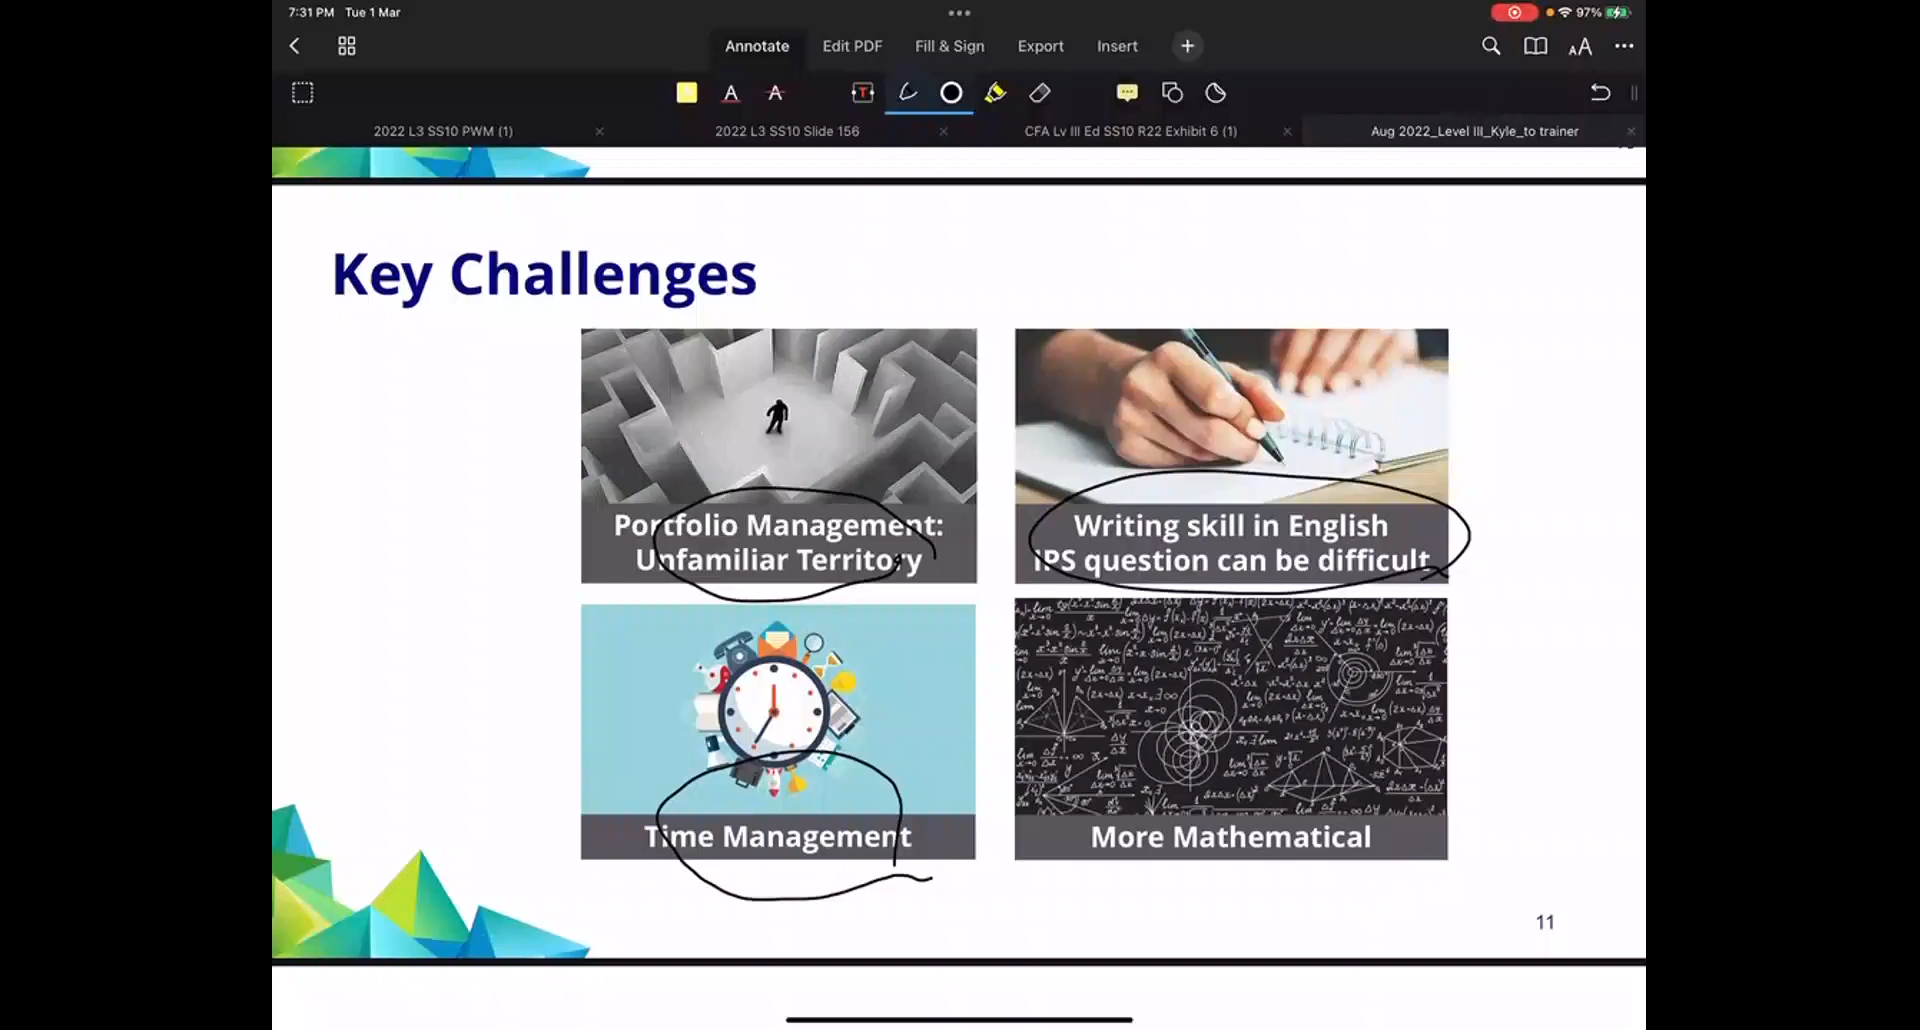 7:31 PM Tue 1 Mar
97%
Annotate Edit PDF Fill & Sign Export Insert
2022 L3 SS10 PWM (1)
2022 L3 SS10 Slide 156
CFA Lv III Ed SS10 R22 Exhibit 6 (1)
Aug 2022_Level III_Kyle_to trainer
Key Challenges
Portfolio Management:
Unfamiliar Territory
Writing skill in English
IPS question can be difficult
Time Management
More Mathematical
11